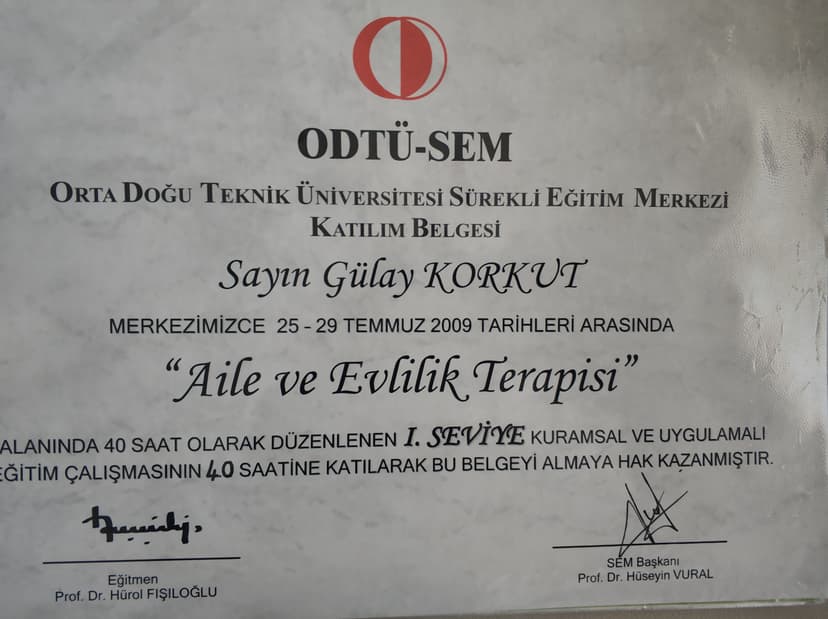 ODTÜ-SEM
ORTA DOĞU TEKNİK ÜNİVERSİTESİ SÜREKLİ EĞİTİM MERKEZİ
KATILIM BELGESİ
Sayın Gülay KORKUT
MERKEZİMİZCE 25 - 29 TEMMUZ 2009 TARİHLERİ ARASINDA
"Aile ve Evlilik Terapisi"
ALANINDA 40 SAAT OLARAK DÜZENLENEN I. SEVİYE KURAMSAL VE UYGULAMALI
EĞİTİM ÇALIŞMASININ 40 SAATİNE KATILARAK BU BELGEYİ ALMAYA HAK KAZANMIŞTIR.
Eğitmen
Prof. Dr. Hürol FIŞILOĞLU
SEM Başkanı
Prof. Dr. Hüseyin VURAL